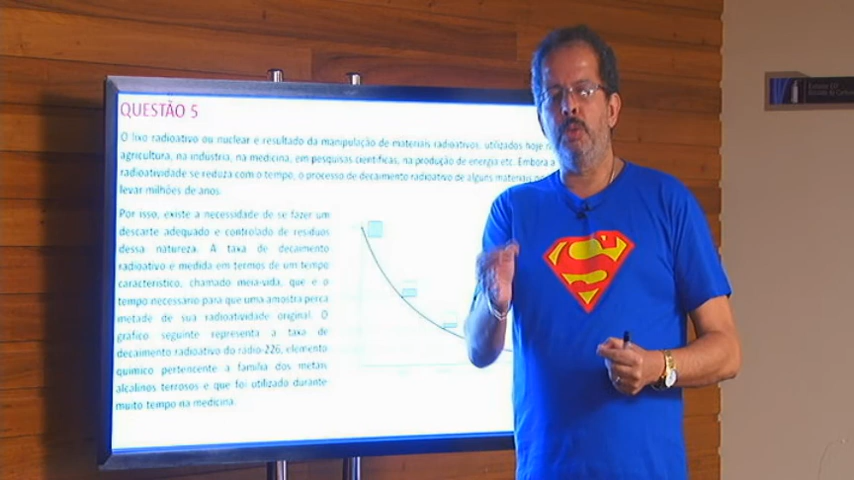 QUESTÃO 5
O lixo radioativo ou nuclear é resultado da manipulação de materiais radioativos, utilizados hoje
agricultura, na indústria, na medicina, em pesquisas científicas, na produção de energia etc. Embora a
radioatividade se reduza com o tempo, o processo de decaimento radioativo de alguns materiais
levar milhões de anos.
Por isso, existe a necessidade de se fazer um
descarte adequado e controlado de resíduos
dessa natureza. A taxa de decaimento
radioativo é medida em termos de um tempo
característico, chamado meia-vida, que é o
tempo necessário para que uma amostra perca
metade de sua radioatividade original. O
gráfico seguinte representa a taxa de
decaimento radioativo do rádio-226, elemento
químico pertencente à família dos metais
alcalinos terrosos e que foi utilizado durante
muito tempo na medicina.
S